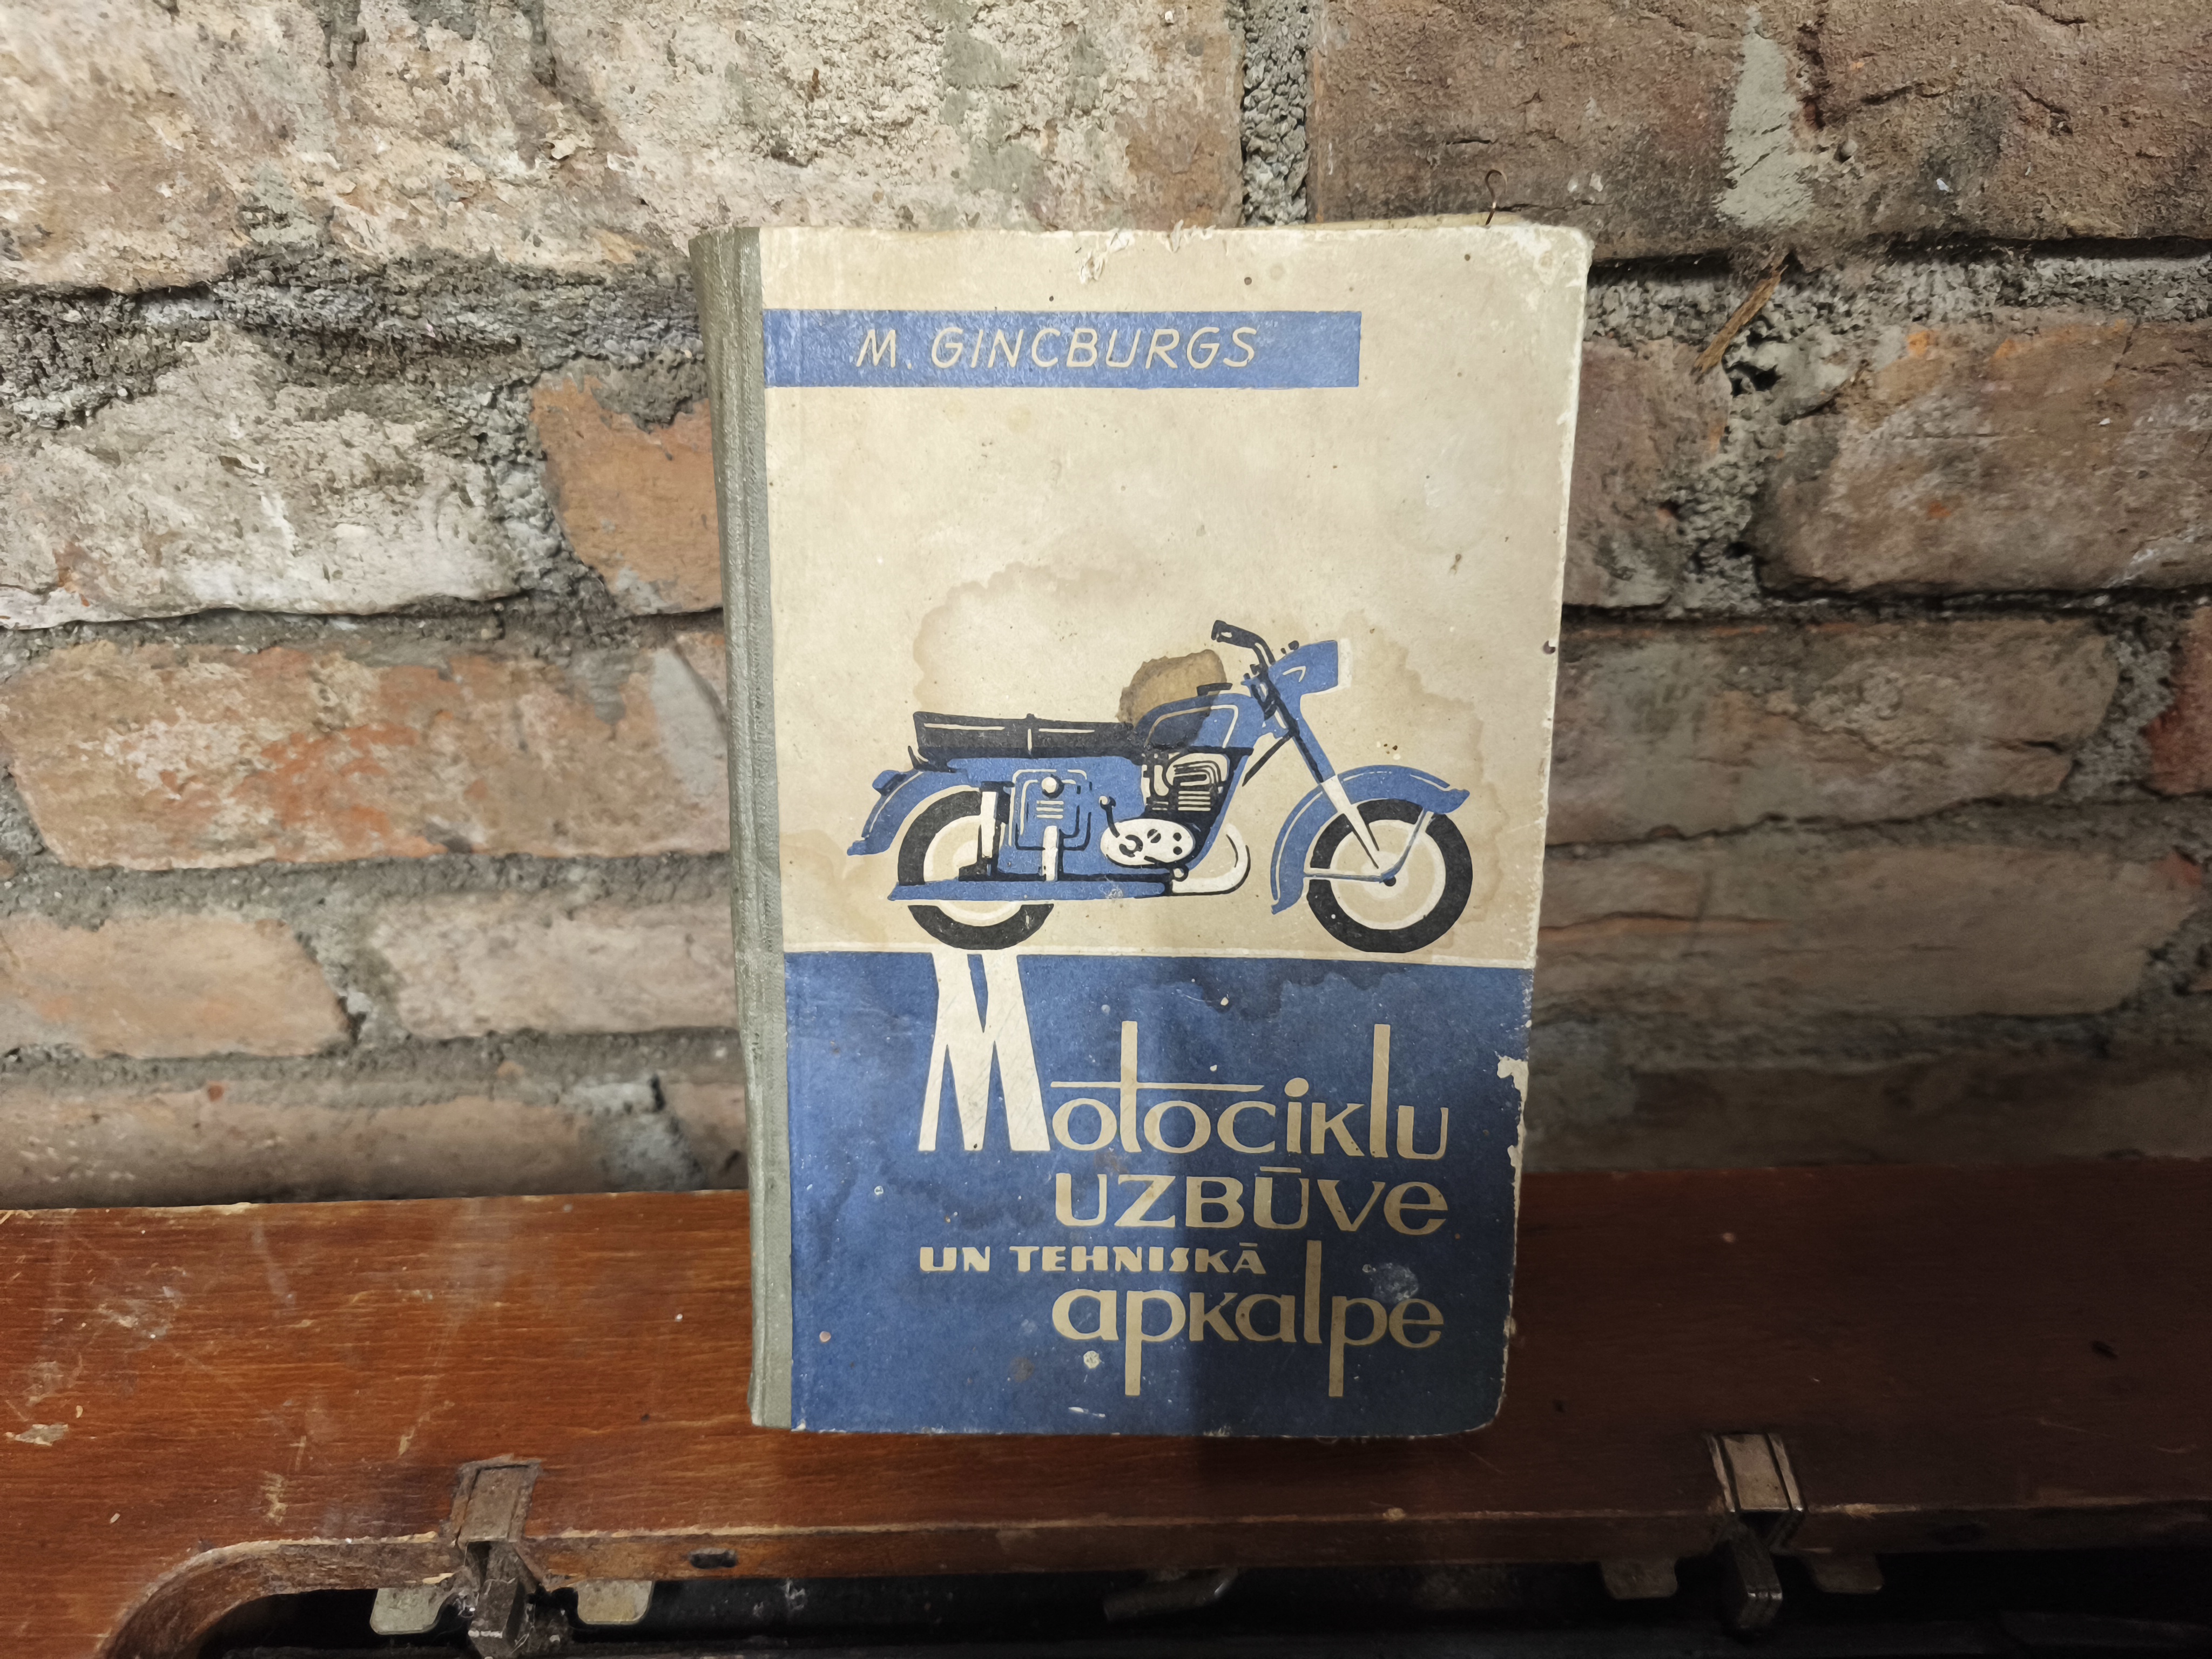 M. GINCBURGS
Motociklu
uzbūve
un tehniskā
apkalpe